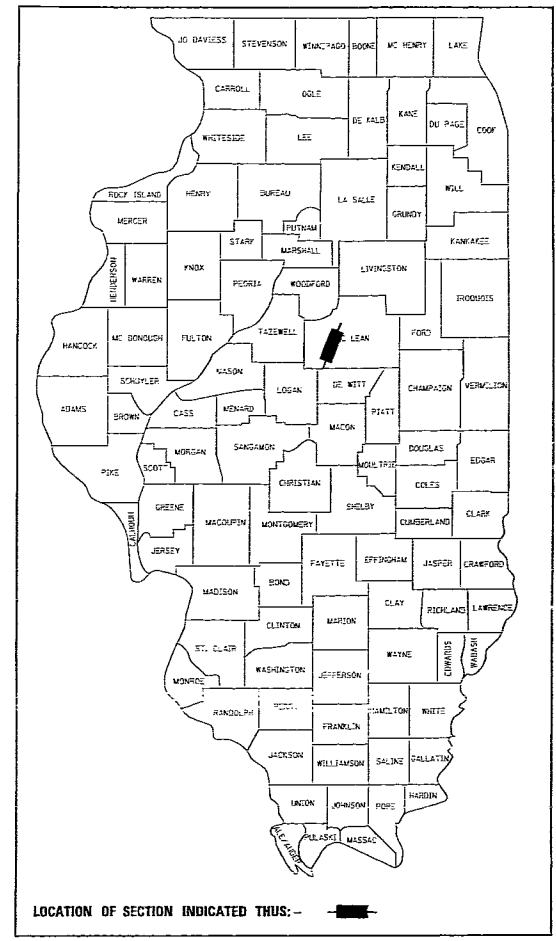 JO DAVIESS STEVENSON WINNEBAGO BOONE MC HENRY LAKE
CARROLL OGLE DE KALB KANE DU PAGE COOK
WHITESIDE LEE
KENDALL WILL
ROCK ISLAND HENRY BUREAU LA SALLE GRUNDY
MERCER PUTNAM
STARK MARSHALL KANKAKEE
HENDERSON WARREN KNOX PEORIA WOODFORD LIVINGSTON
IROQUOIS
HANCOCK MC DONOUGH FULTON TAZEWELL LEAN FORD
SCHUYLER MASON LOGAN DE WITT CHAMPAIGN VERMILION
ADAMS BROWN CASS MENARD PIATT
MACON
PIKE SCOTT MORGAN SANGAMON MOULTRIE DOUGLAS EDGAR
CHRISTIAN COLES
CALHOUN GREENE SHELBY CLARK
MACOUPIN MONTGOMERY CUMBERLAND
JERSEY
FAYETTE EFFINGHAM JASPER CRAWFORD
MADISON BOND
CLAY RICHLAND LAWRENCE
CLINTON MARION
ST. CLAIR WAYNE EDWARDS WABASH
WASHINGTON JEFFERSON
MONROE
RANDOLPH PERRY HAMILTON WHITE
FRANKLIN
JACKSON WILLIAMSON SALINE GALLATIN
UNION JOHNSON POPE HARDIN
ALEXANDER PULASKI MASSAC
LOCATION OF SECTION INDICATED THUS:-